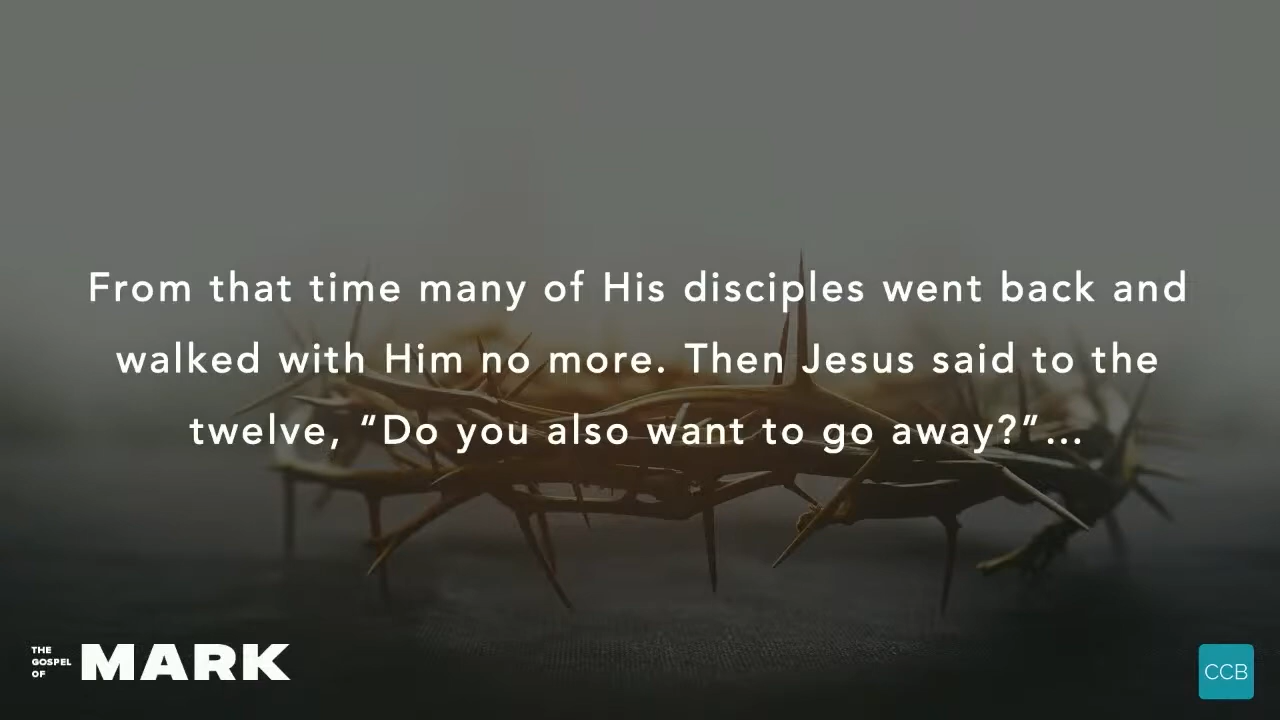 From that time many of His disciples went back and
walked with Him no more. Then Jesus said to the
twelve, “Do you also want to go away?”...
THE
GOSPEL
OF
MARK
CCB